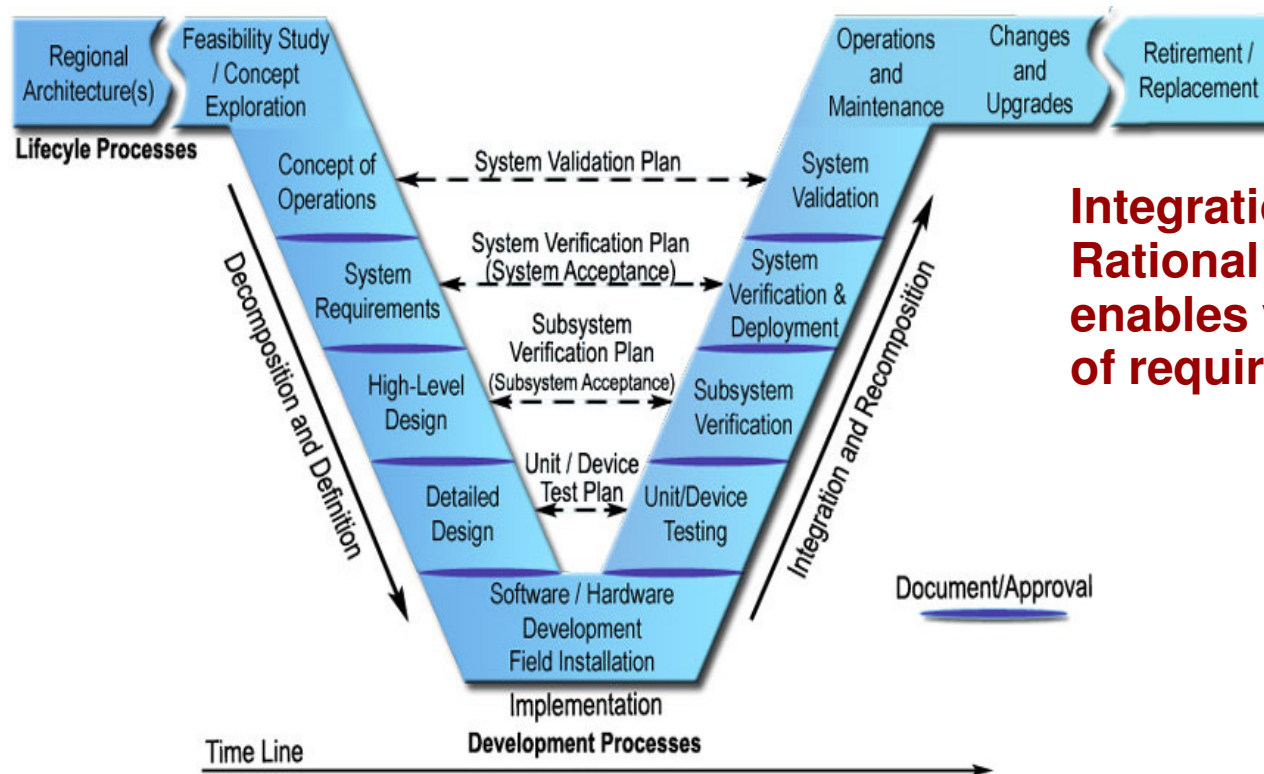 Regional
Architecture(s)
Feasibility Study
/ Concept
Exploration
Operations
and
Maintenance
Changes
and
Upgrades
Retirement /
Replacement
Lifecyle Processes
Concept of
Operations
System Validation Plan
System
Validation
System Requirements
System Verification Plan
(System Acceptance)
System
Verification &
Deployment
High-Level
Design
Subsystem
Verification Plan
(Subsystem Acceptance)
Subsystem
Verification
Detailed
Design
Unit / Device
Test Plan
Unit/Device
Testing
Decomposition and Definition
Integration and Recomposition
Software / Hardware
Development
Field Installation
Implementation
Development Processes
Time Line
Document/Approval
Rational
enables
of